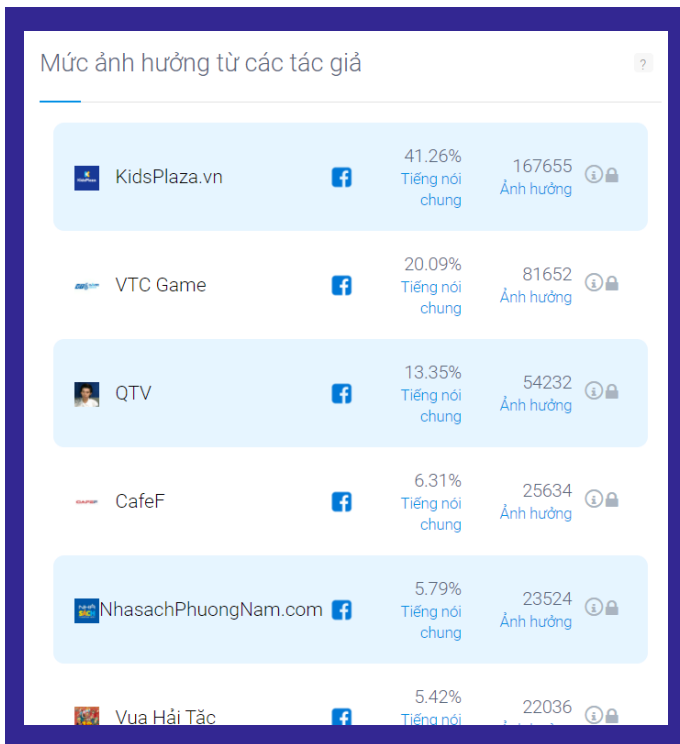 Mức ảnh hưởng từ các tác giả
?
KidsPlaza.vn
41.26%
Tiếng nói
chung
167655
Ảnh hưởng
VTC Game
20.09%
Tiếng nói
chung
81652
Ảnh hưởng
QTV
13.35%
Tiếng nói
chung
54232
Ảnh hưởng
CafeF
6.31%
Tiếng nói
chung
25634
Ảnh hưởng
NhasachPhuongNam.com
5.79%
Tiếng nói
chung
23524
Ảnh hưởng
Vua Hải Tặc
5.42%
Tiếng nói
22036